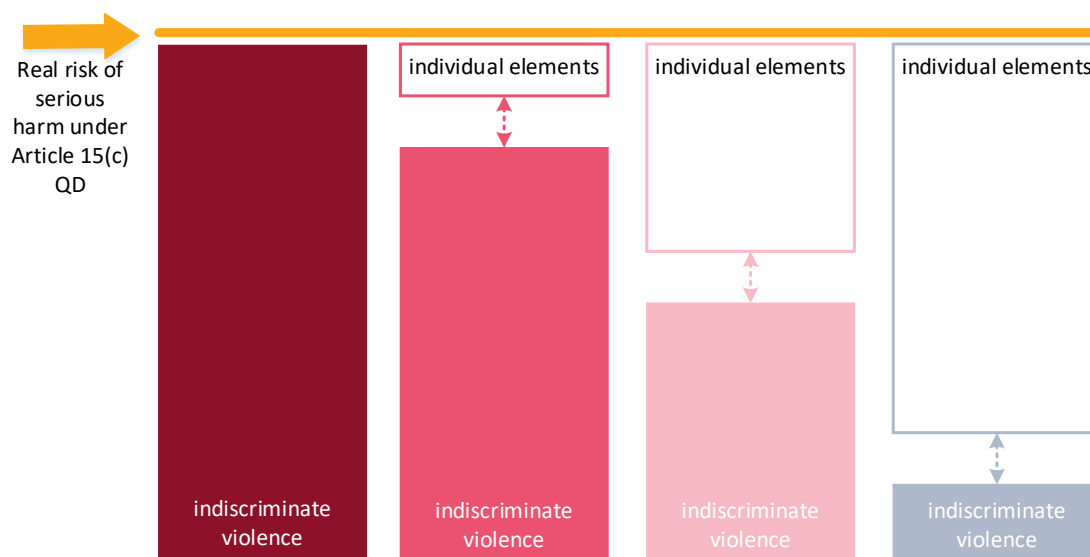 Real risk of
serious
harm under
Article 15(c)
QD
individual elements
individual elements
individual elements
indiscriminate
violence
indiscriminate
violence
indiscriminate
violence
indiscriminate
violence